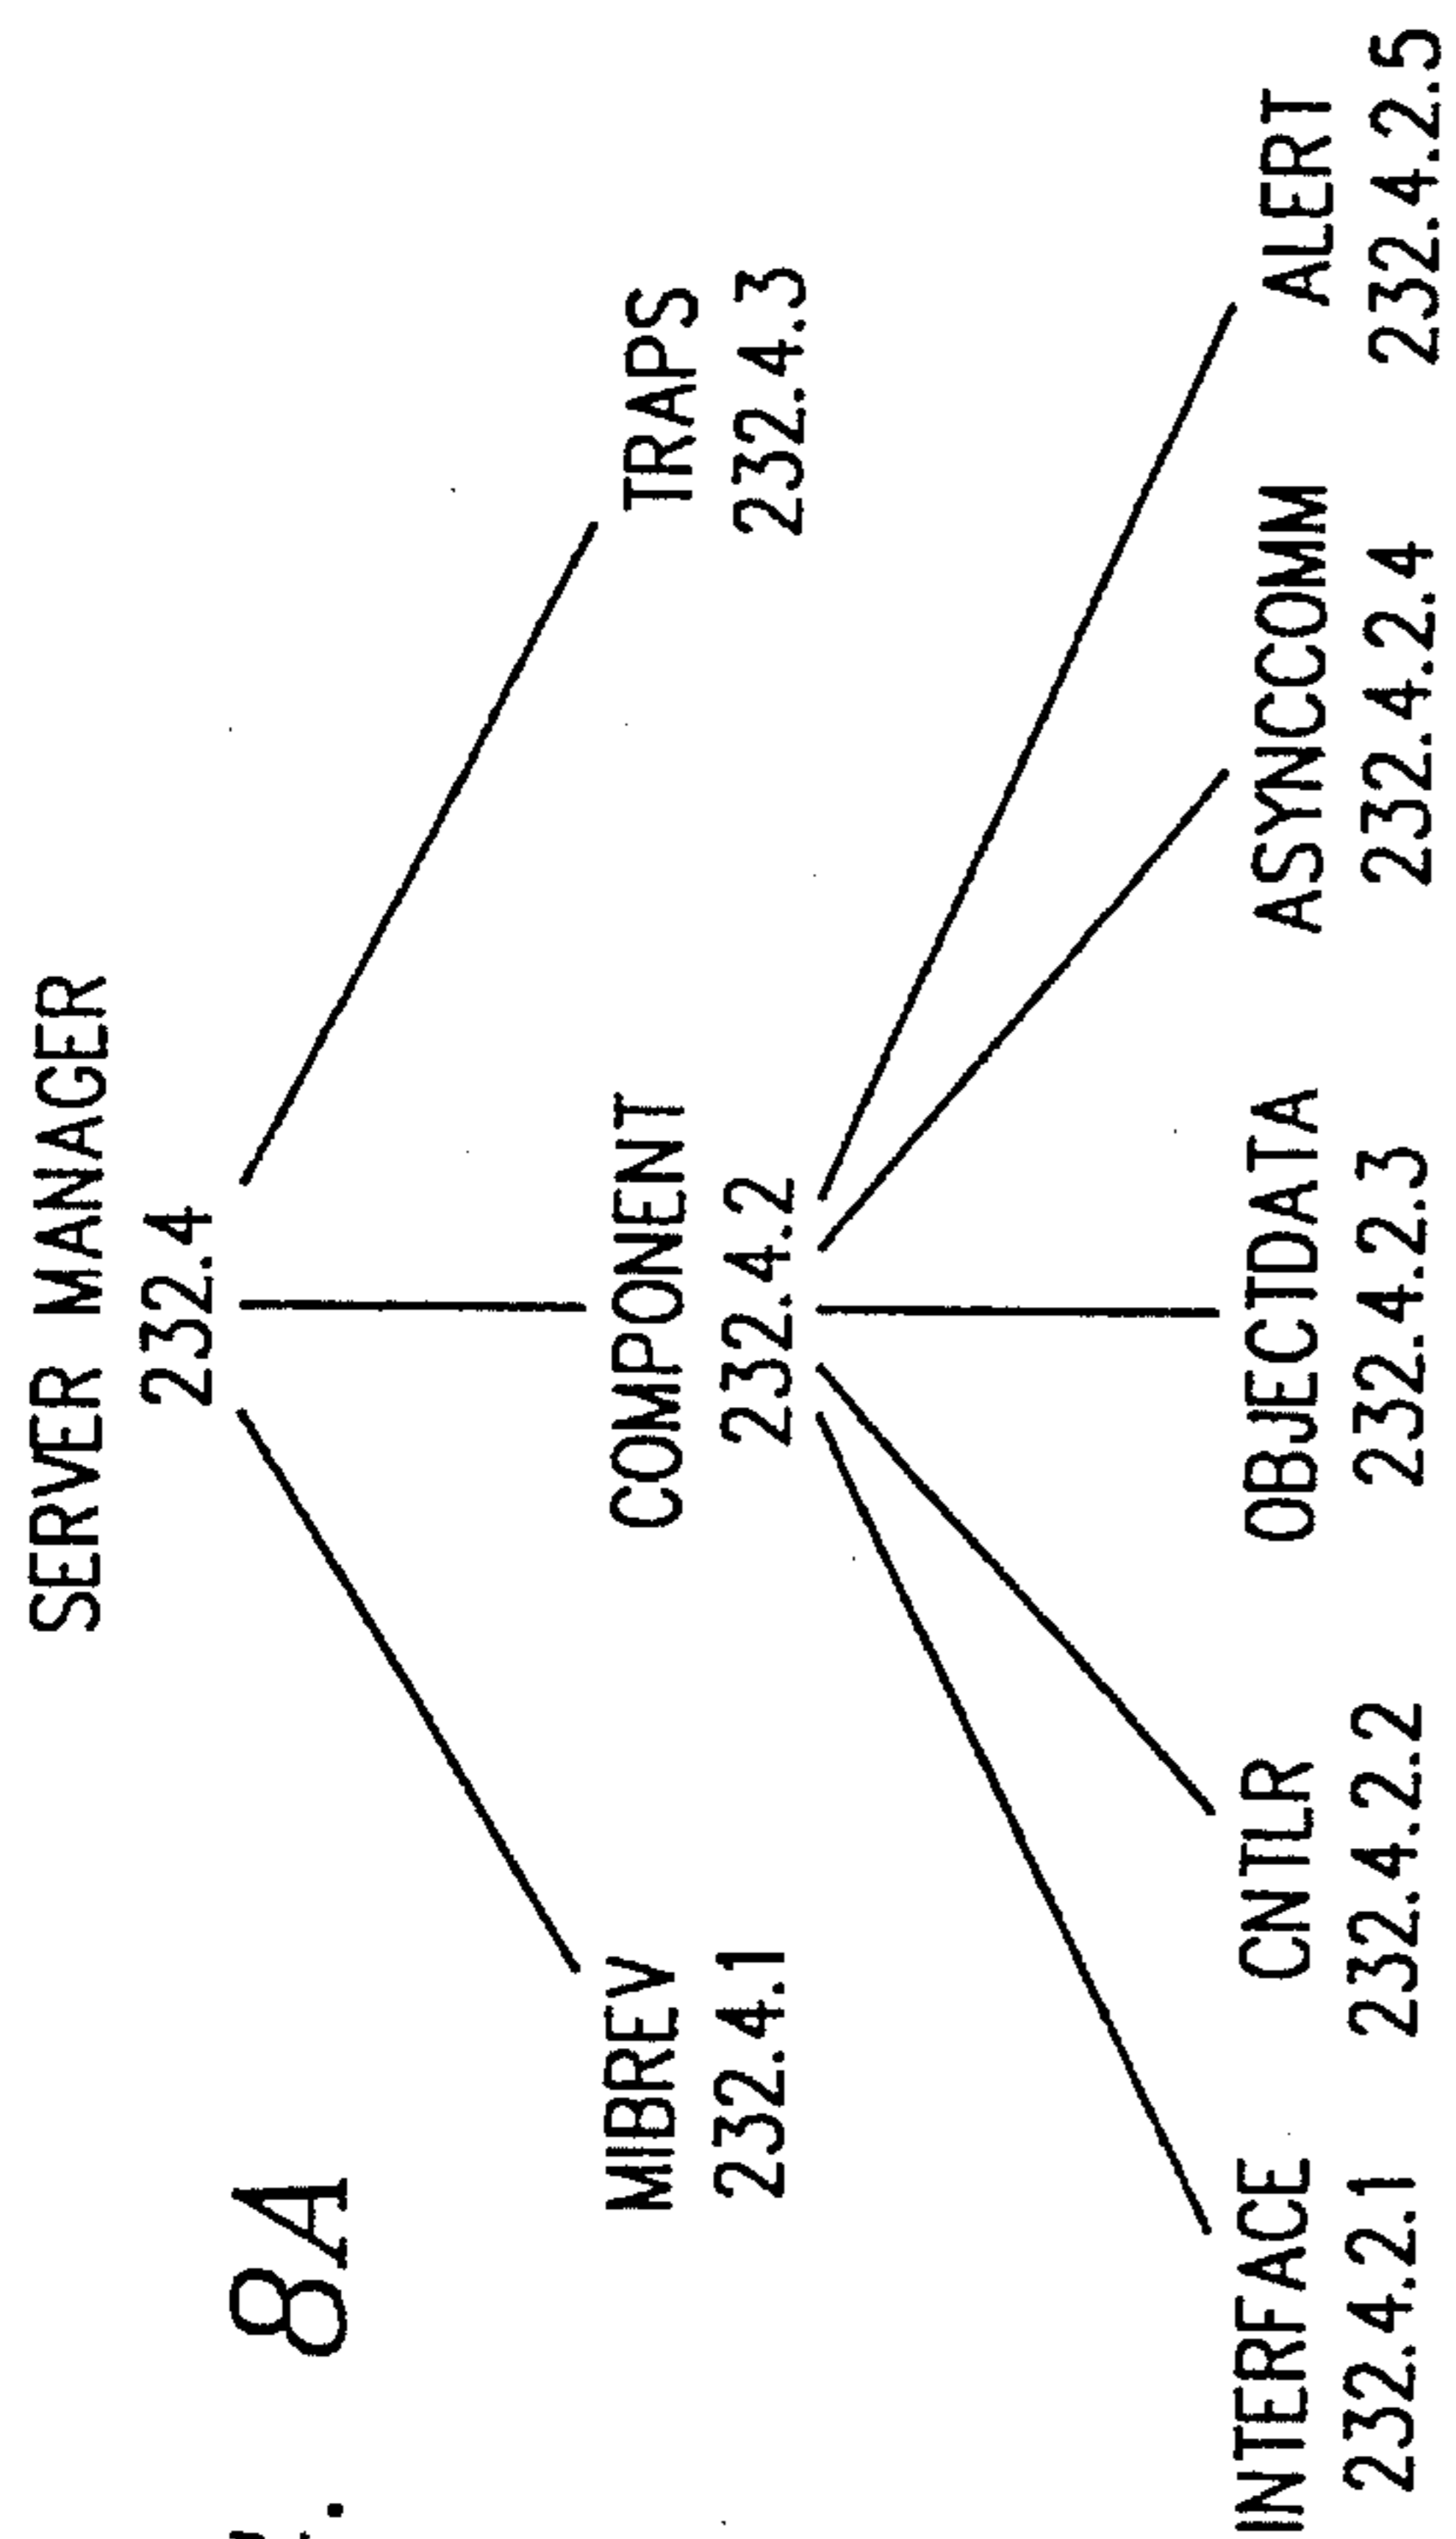 8A
SERVER MANAGER
232.4
MIBREV
232.4.1
COMPONENT
232.4.2
TRAPS
232.4.3
INTERFACE
232.4.2.1
CNTLR
232.4.2.2
OBJECTDATA
232.4.2.3
ASYNCCOMM
232.4.2.4
ALERT
232.4.2.5